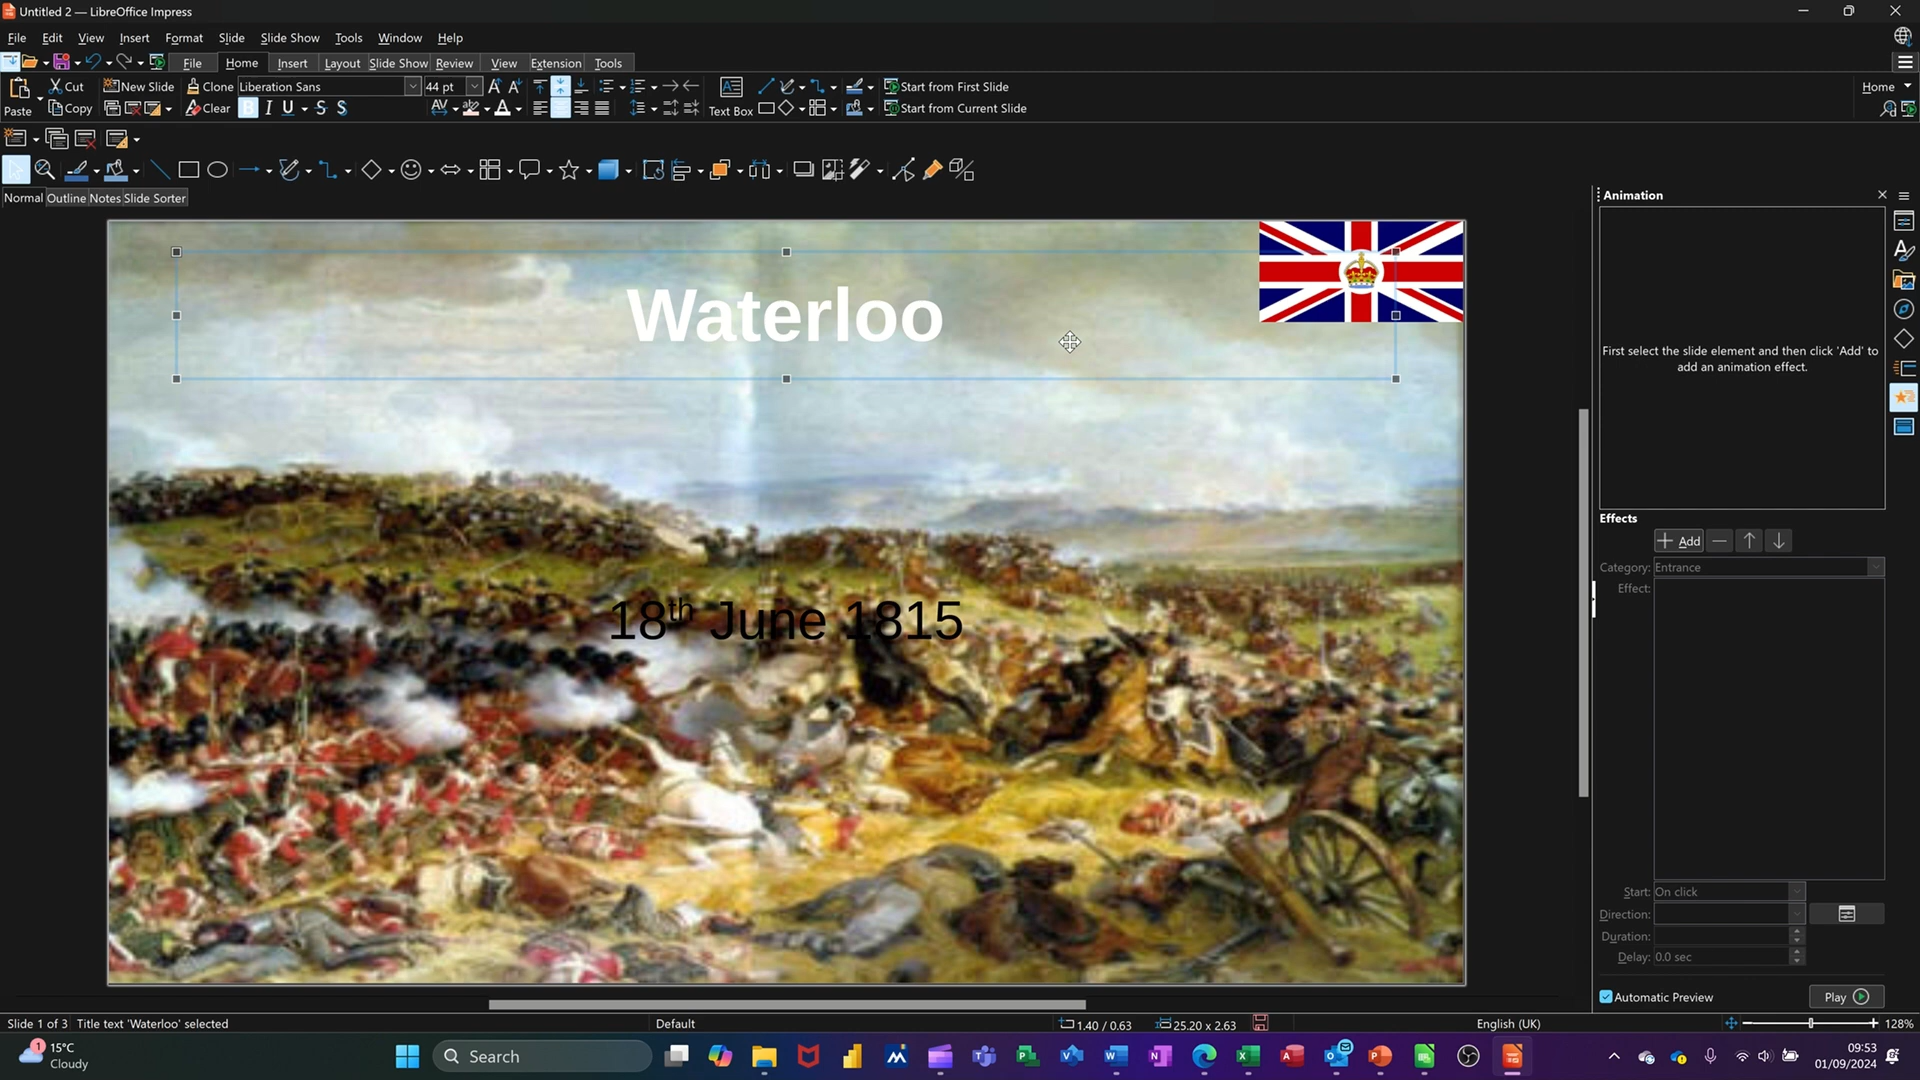 Untitled 2 — LibreOffice Impress
File Edit View Insert Format Slide Slide Show Tools Window Help
File Home Insert Layout Slide Show Review View Extension Tools
Paste Cut New Slide Clone Liberation Sans 44 pt Text Box Start from First Slide Home
Copy Clear B I U S S Start from Current Slide
Normal Outline Notes Slide Sorter
Animation
Waterloo
18th June 1815
First select the slide element and then click 'Add' to
add an animation effect.
Effects
Add
Category: Entrance
Effect:
Start: On click
Direction:
Duration:
Delay: 0.0 sec
Automatic Preview Play
Slide 1 of 3 Title text 'Waterloo' selected Default 1.40 / 0.63 25.20 x 2.63 English (UK) 128%
1 15°C
Cloudy
Search
09:53
01/09/2024